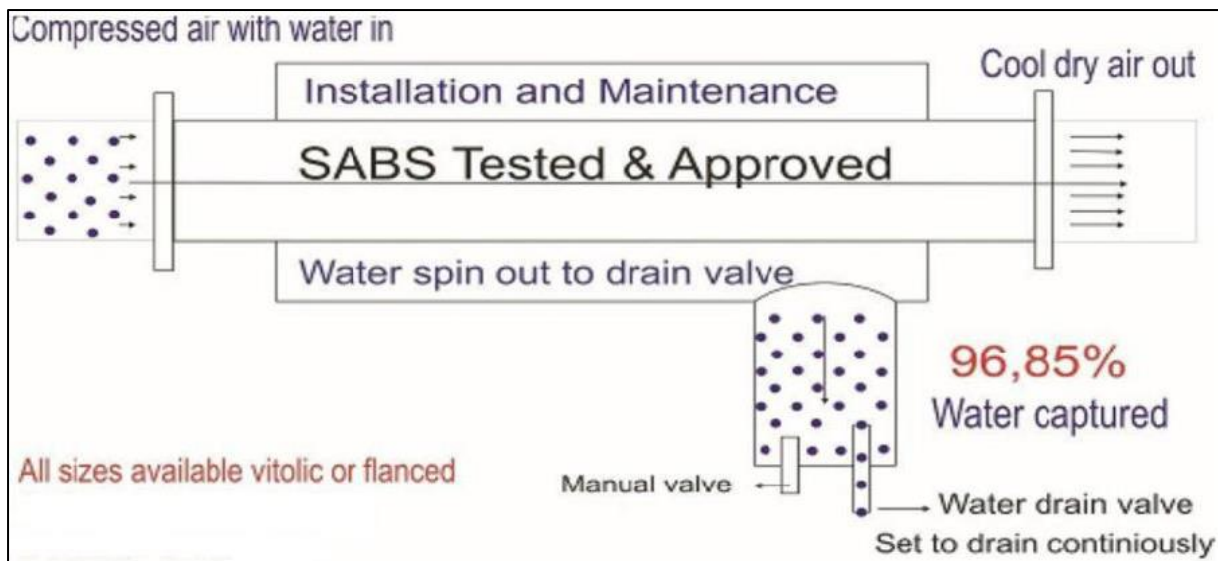 Compressed air with water in
Cool dry air out
Installation and Maintenance
SABS Tested & Approved
Water spin out to drain valve
96,85%
Water captured
All sizes available vitolic or flanced
Manual valve
Water drain valve
Set to drain continiously